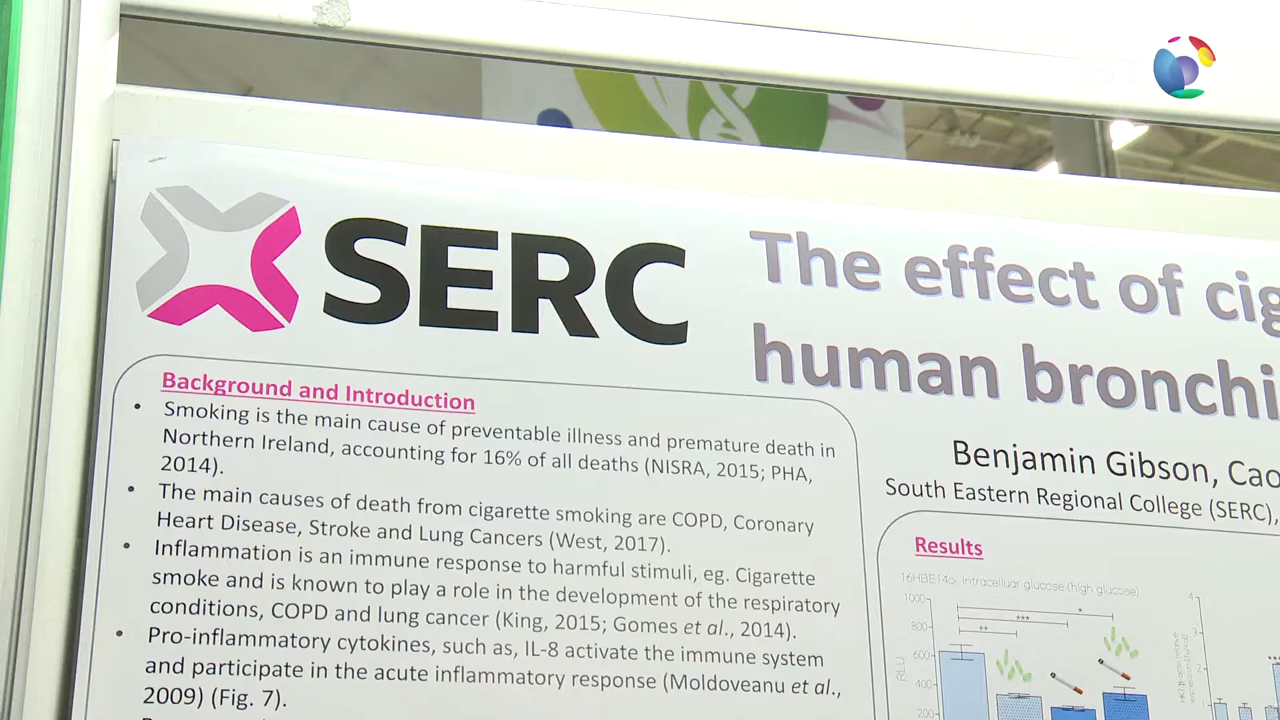 SERC
The effect of cig
human bronchi
Benjamin Gibson, Cao
South Eastern Regional College (SERC),
Background and Introduction
• Smoking is the main cause of preventable illness and premature death in
Northern Ireland, accounting for 16% of all deaths (NISRA, 2015; PHA,
2014).
• The main causes of death from cigarette smoking are COPD, Coronary
Heart Disease, Stroke and Lung Cancers (West, 2017).
• Inflammation is an immune response to harmful stimuli, eg. Cigarette
smoke and is known to play a role in the development of the respiratory
conditions, COPD and lung cancer (King, 2015; Gomes et al., 2014).
• Pro-inflammatory cytokines, such as, IL-8 activate the immune system
and participate in the acute inflammatory response (Moldoveanu et al.,
2009) (Fig. 7).
Results
16HBE14o- intracelluar glucose (high glucose)
1000
800
600
400
200
RLU
*
***
**
4
3
2
1